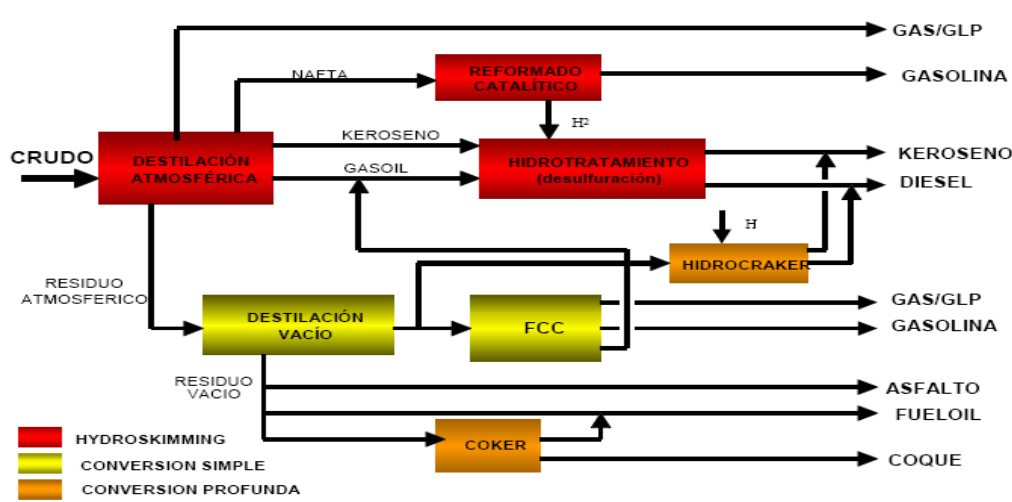 GAS/GLP
NAFTA
REFORMADO
CATALÍTICO
GASOLINA
H2
CRUDO
DESTILACIÓN
ATMOSFÉRICA
KEROSENO
GASOIL
HIDROTRATAMIENTO
(desulfuración)
KEROSENO
DIESEL
H
HIDROCRAKER
RESIDUO
ATMOSFERICO
DESTILACIÓN
VACÍO
FCC
GAS/GLP
GASOLINA
RESIDUO
VACIO
ASFALTO
FUELOIL
COKER
COQUE
HYDROSKIMMING
CONVERSION SIMPLE
CONVERSION PROFUNDA